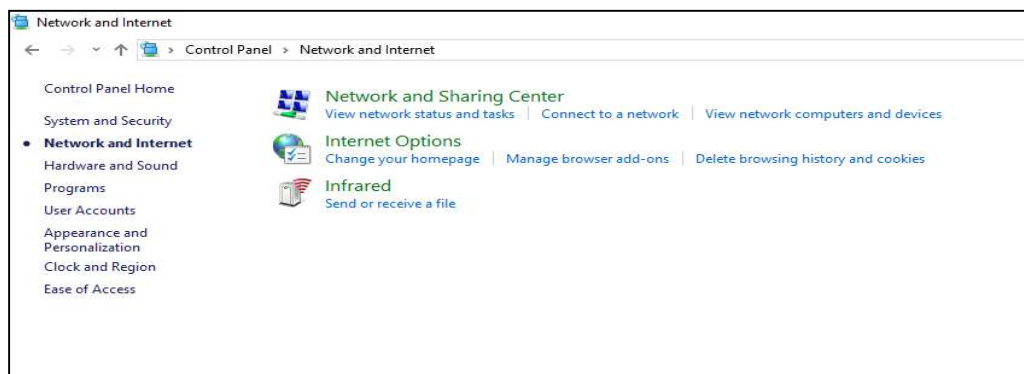 Network and Internet
Control Panel > Network and Internet
Control Panel Home
System and Security
Network and Internet
Hardware and Sound
Programs
User Accounts
Appearance and
Personalization
Clock and Region
Ease of Access
Network and Sharing Center
View network status and tasks | Connect to a network | View network computers and devices
Internet Options
Change your homepage | Manage browser add-ons | Delete browsing history and cookies
Infrared
Send or receive a file